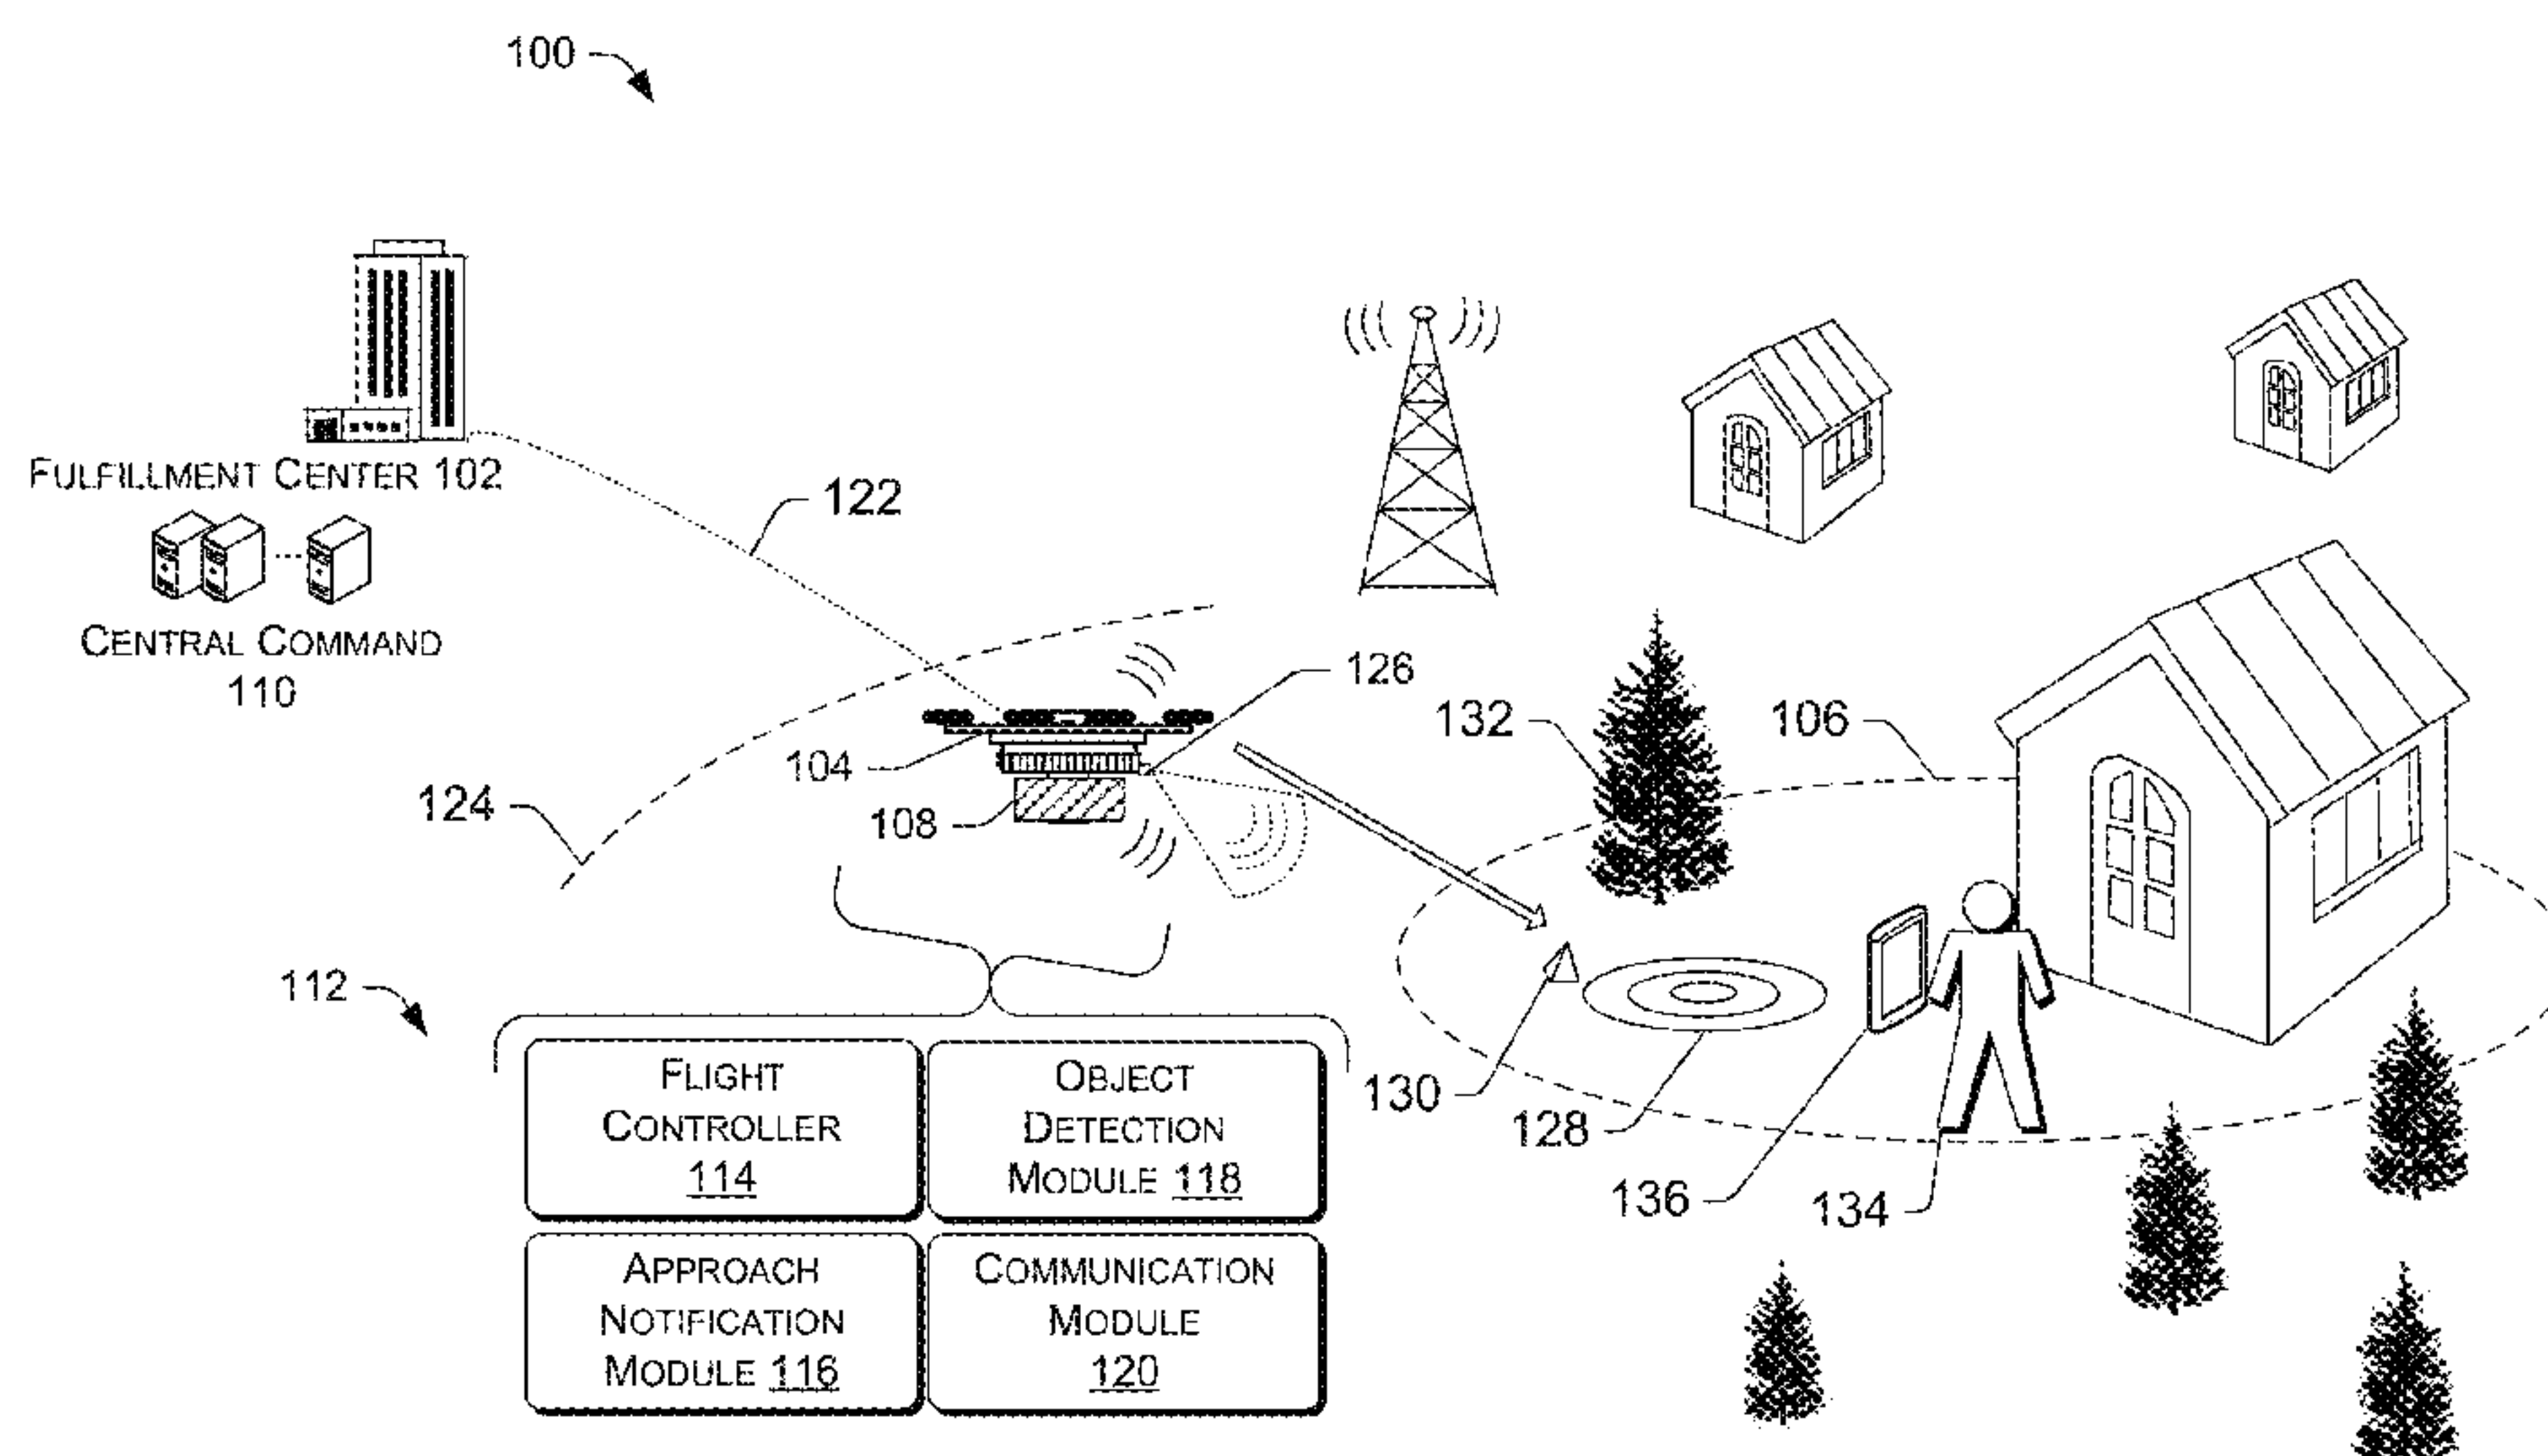 100
FULFILLMENT CENTER 102
122
CENTRAL COMMAND
110
126
132
106
104
124
108
112
130
128
136
134
FLIGHT
CONTROLLER
114
OBJECT
DETECTION
MODULE 118
APPROACH
NOTIFICATION
MODULE 116
COMMUNICATION
MODULE
120